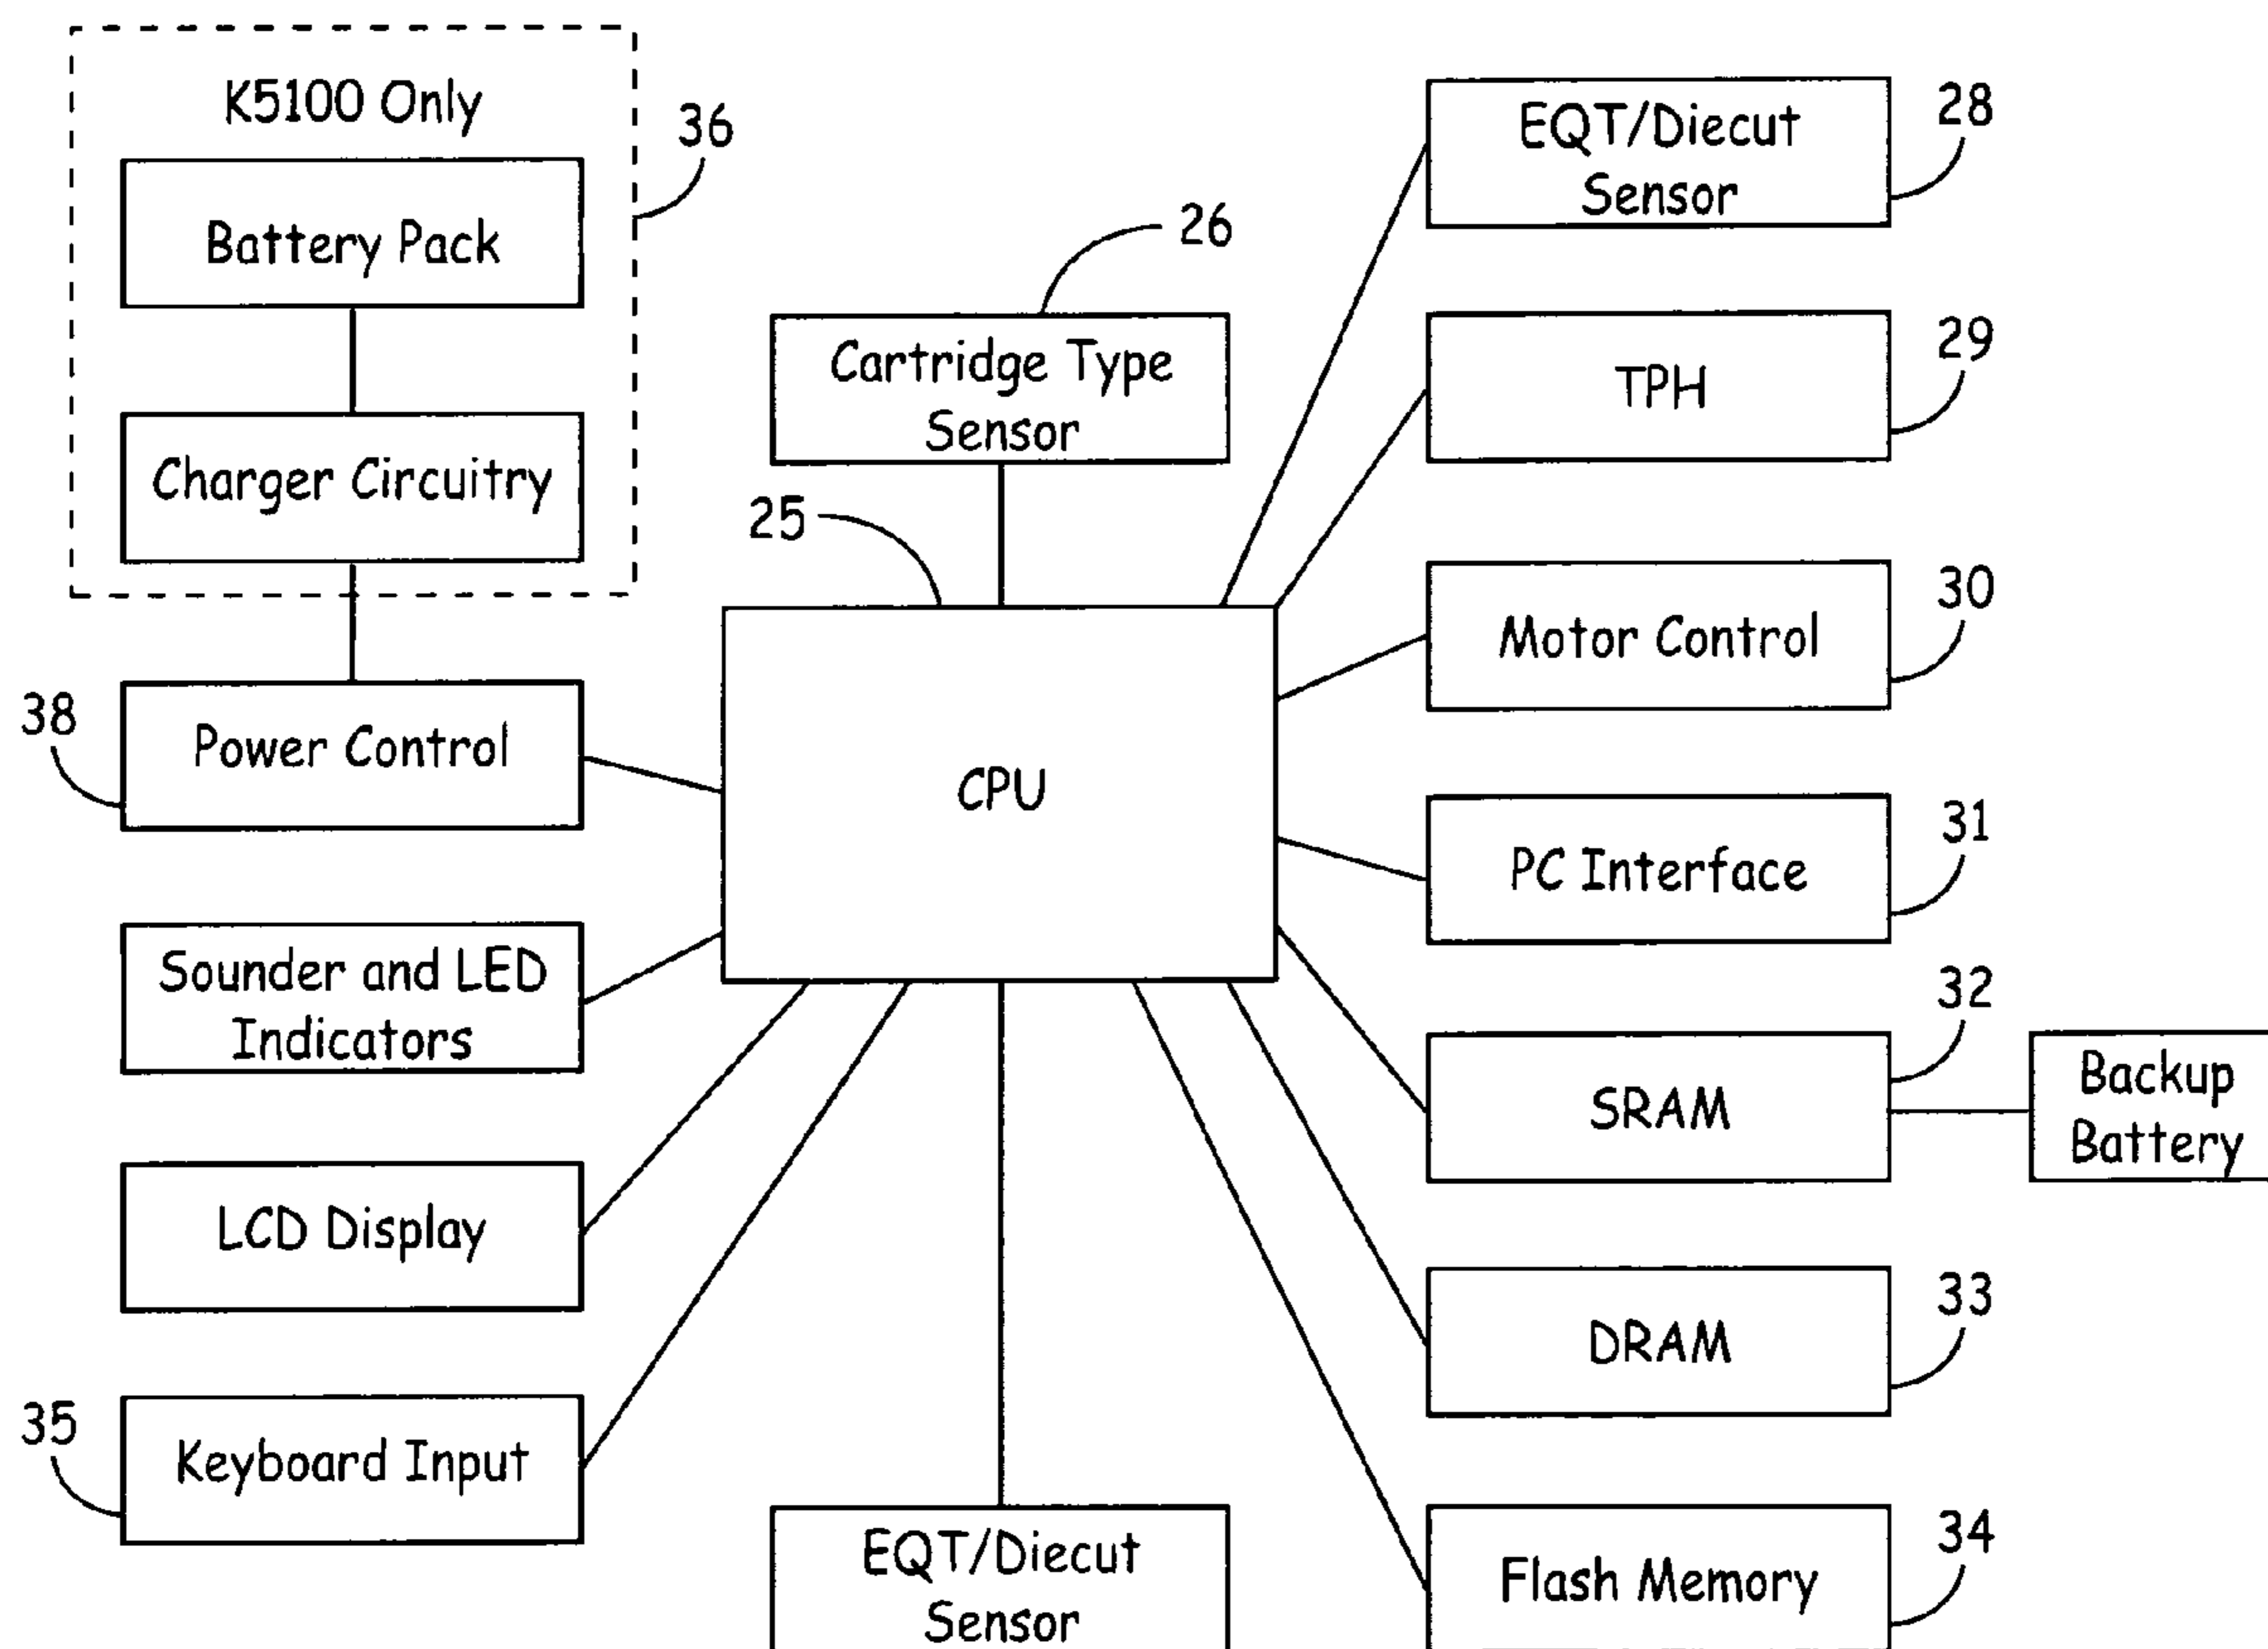 K5100 Only
36
Battery Pack
Charger Circuitry
38
Power Control
Sounder and LED
Indicators
LCD Display
35
Keyboard Input
26
Cartridge Type
Sensor
25
CPU
EQT/Diecut
Sensor
EQT/Diecut
Sensor
28
TPH
29
Motor Control
30
PC Interface
31
SRAM
32
Backup
Battery
DRAM
33
Flash Memory
34